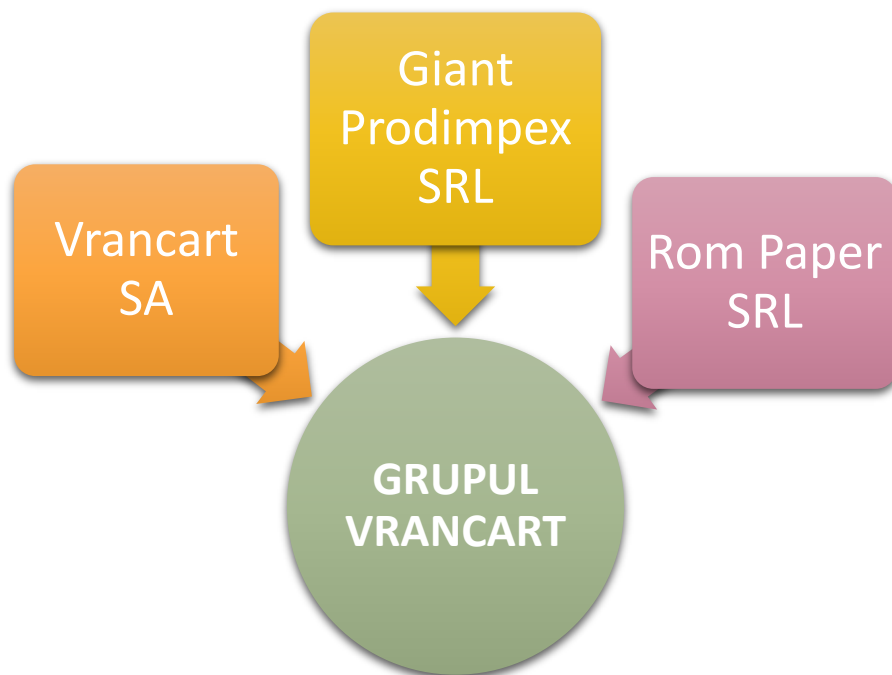 Giant
Prodimpex
SRL
Vrancart
SA
Rom Paper
SRL
GRUPUL
VRANCART